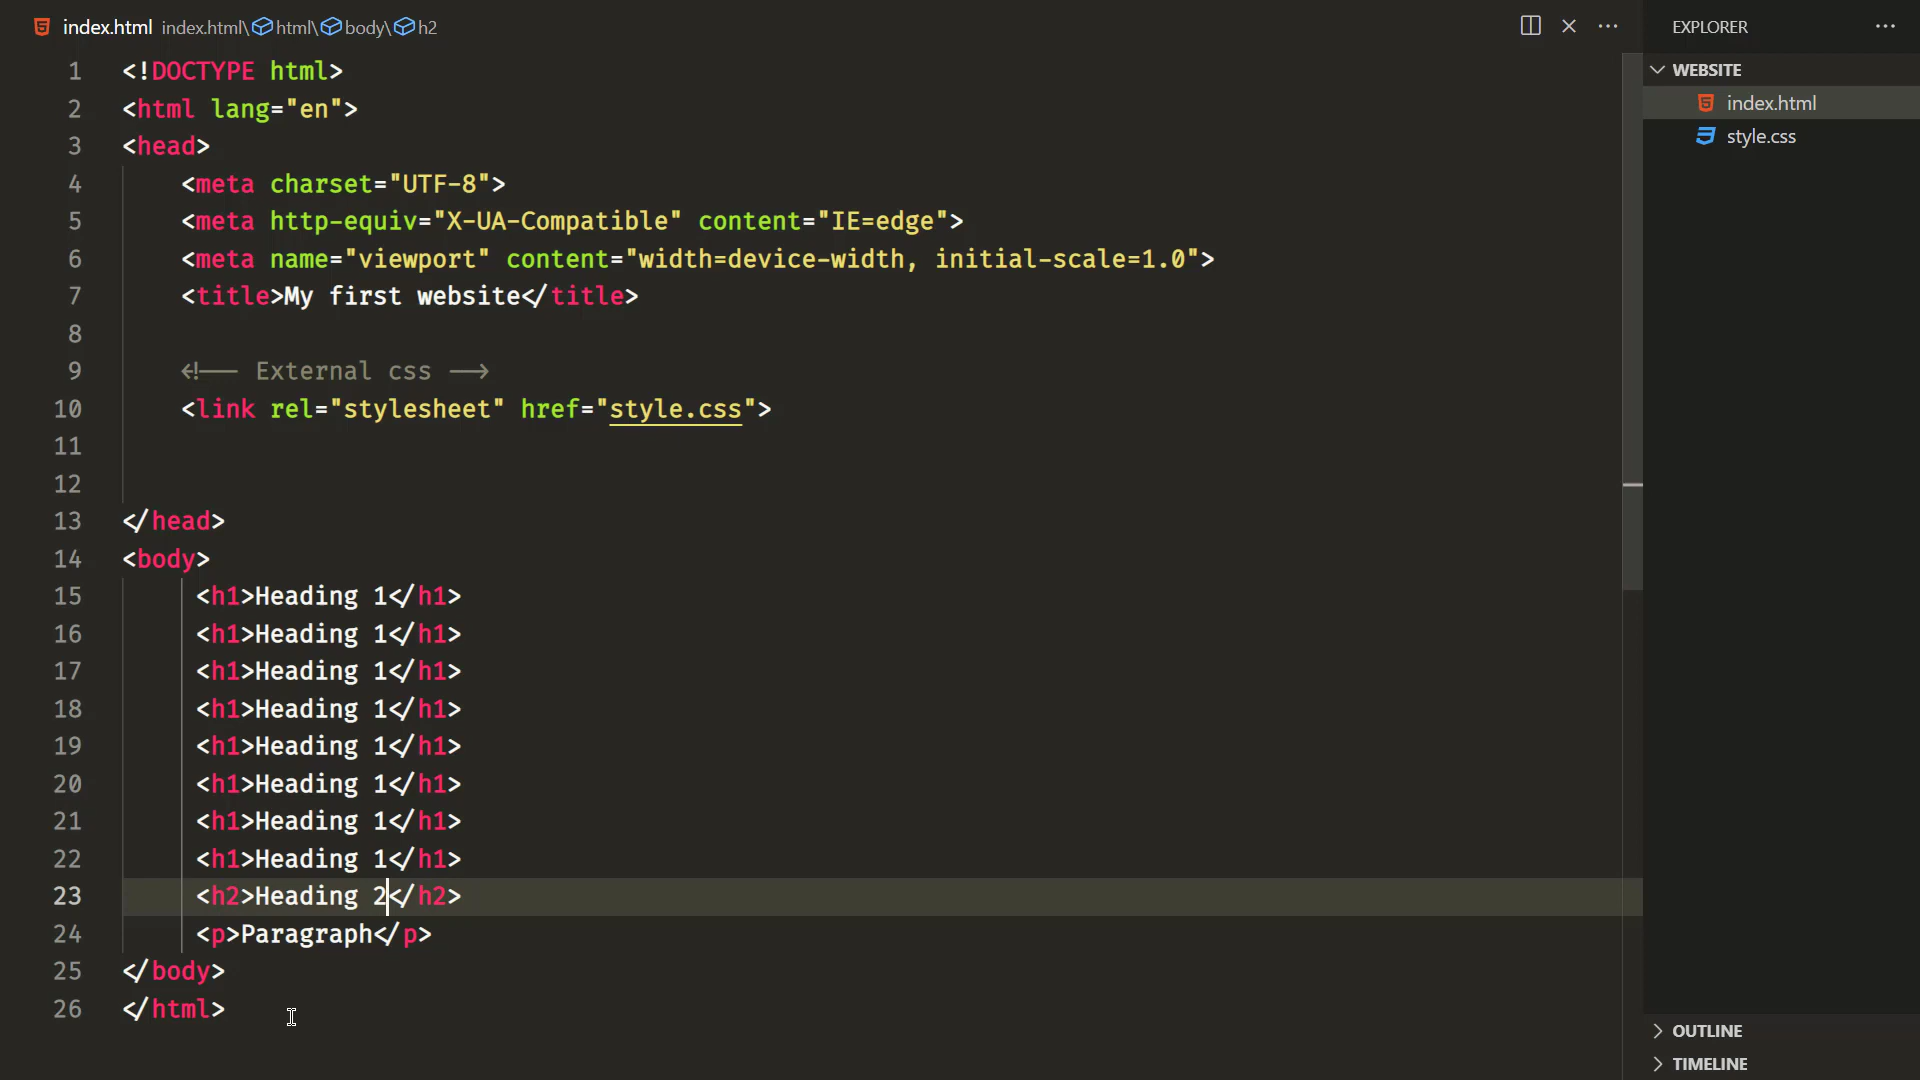 index.html index.html\html\body\h2
EXPLORER
WEBSITE
index.html
style.css
1 <!DOCTYPE html>
2 <html lang="en">
3 <head>
4     <meta charset="UTF-8">
5     <meta http-equiv="X-UA-Compatible" content="IE=edge">
6     <meta name="viewport" content="width=device-width, initial-scale=1.0">
7     <title>My first website</title>
8
9     <!-- External css -->
10     <link rel="stylesheet" href="style.css">
11
12
13 </head>
14 <body>
15      <h1>Heading 1</h1>
16      <h1>Heading 1</h1>
17      <h1>Heading 1</h1>
18      <h1>Heading 1</h1>
19      <h1>Heading 1</h1>
20      <h1>Heading 1</h1>
21      <h1>Heading 1</h1>
22      <h1>Heading 1</h1>
23      <h2>Heading 2</h2>
24      <p>Paragraph</p>
25 </body>
26 </html>
OUTLINE
TIMELINE